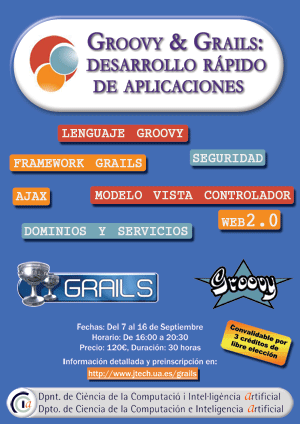 GROOVY & GRAILS:
DESARROLLO RÁPIDO
DE APLICACIONES
LENGUAJE GROOVY
SEGURIDAD
FRAMEWORK GRAILS
AJAX
MODELO VISTA CONTROLADOR
WEB2.0
DOMINIOS Y SERVICIOS
GRAILS
Groovy
Fechas: Del 7 al 16 de Septiembre
Horario: De 16:00 a 20:30
Precio: 120€, Duración: 30 horas
Convalidable por
3 créditos de
libre elección
Información detallada y preinscripción en:
http://www.jtech.ua.es/grails
Dpnt. de Ciència de la Computació i Intel·ligència artificial
Dpto. de Ciencia de la Computación e Inteligencia artificial